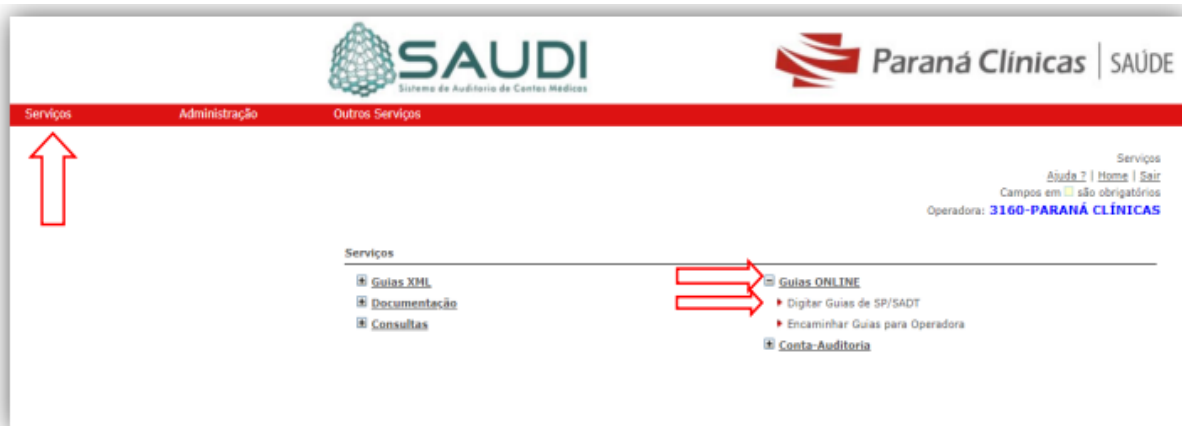 SAUDI
Sistema de Auditoria de Contas Médicas
Paraná Clínicas | SAÚDE
Serviços Administração Outros Serviços
Serviços
Ajuda ? | Home | Sair
Campos em são obrigatórios
Operadora: 3160-PARANÁ CLÍNICAS
Serviços
Guias XML
Documentação
Consultas
Guias ONLINE
Digitar Guias de SP/SADT
Encaminhar Guias para Operadora
Conta-Auditoria